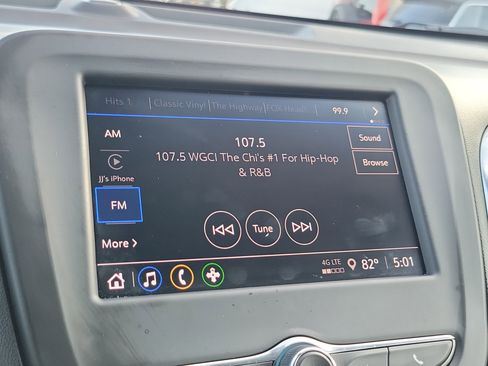 Hits 1 Classic Vinyl The Highway 99.9
AM
107.5
Sound
107.5 WGCI The Chi's #1 For Hip-Hop
& R&B
Browse
JJ's iPhone
FM
Tune
More >
4G LTE 82° 5:01